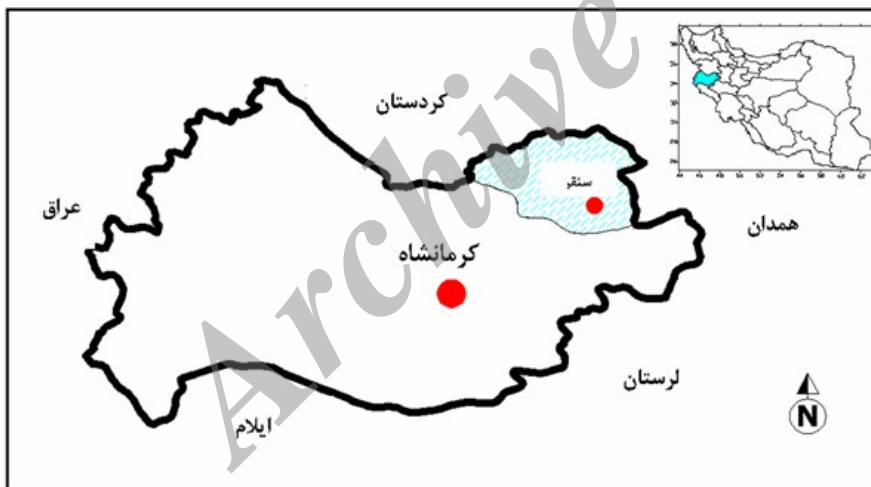 کردستان
سنقر
عراق
همدان
کرمانشاه
لرستان
ایلام
N
Archive